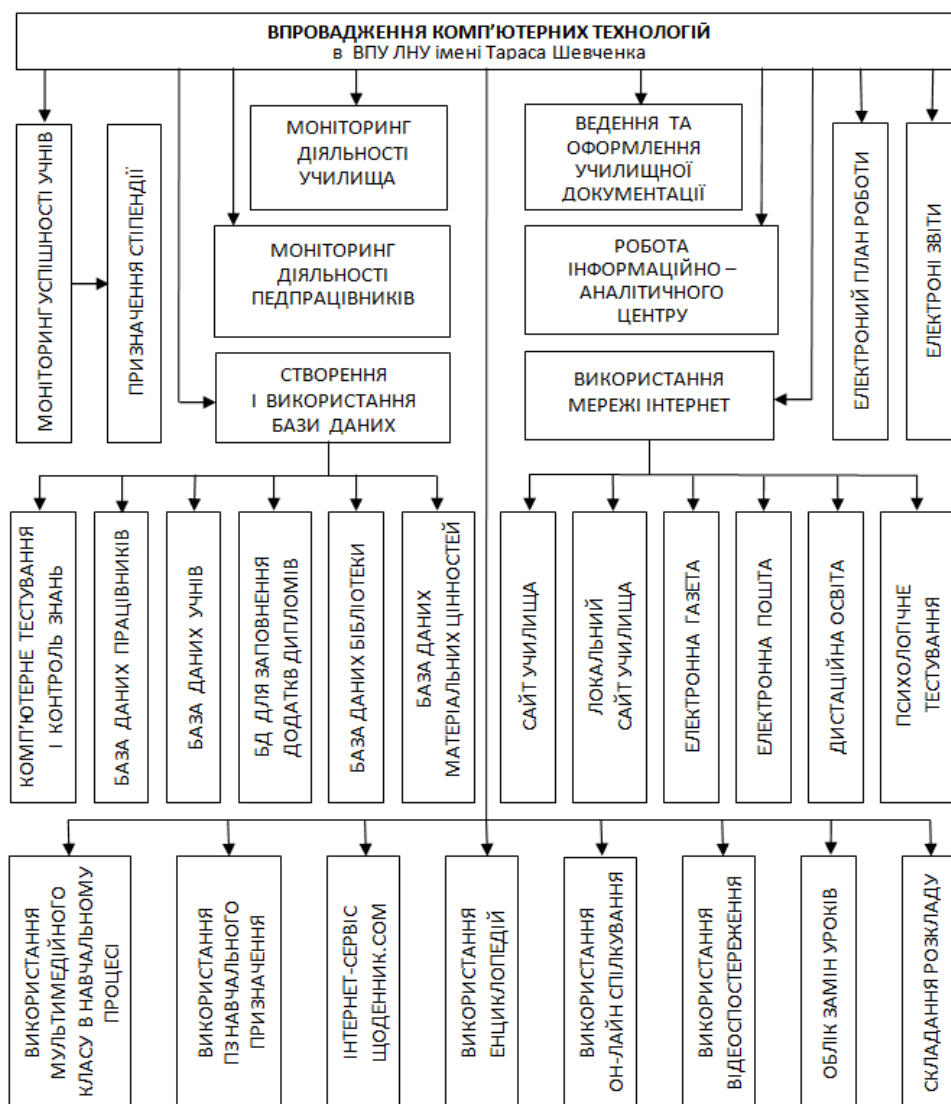 ВПРОВАДЖЕННЯ КОМП'ЮТЕРНИХ ТЕХНОЛОГІЙ
в ВПУ ЛНУ імені Тараса Шевченка
МОНІТОРИНГ УСПІШНОСТІ УЧНІВ
ПРИЗНАЧЕННЯ СТІПЕНДІЇ
МОНІТОРИНГ
ДІЯЛЬНОСТІ
УЧИЛИЩА
ВЕДЕННЯ ТА
ОФОРМЛЕННЯ
УЧИЛИЩНОЇ
ДОКУМЕНТАЦІЇ
МОНІТОРИНГ
ДІЯЛЬНОСТІ
ПЕДПРАЦІВНИКІВ
РОБОТА
ІНФОРМАЦІЙНО –
АНАЛІТИЧНОГО
ЦЕНТРУ
ЕЛЕКТРОНИЙ ПЛАН РОБОТИ
ЕЛЕКТРОНІ ЗВІТИ
СТВОРЕННЯ
І ВИКОРИСТАННЯ
БАЗИ ДАНИХ
ВИКОРИСТАННЯ
МЕРЕЖІ ІНТЕРНЕТ
КОМП'ЮТЕРНЕ ТЕСТУВАННЯ
І КОНТРОЛЬ ЗНАНЬ
БАЗА ДАНИХ ПРАЦІВНИКІВ
БАЗА ДАНИХ УЧНІВ
БД ДЛЯ ЗАПОВНЕННЯ
ДОДАТКВ ДИПЛОМІВ
БАЗА ДАНИХ БІБЛІОТЕКИ
БАЗА ДАНИХ
МАТЕРІАЛЬНИХ ЦІННОСТЕЙ
САЙТ УЧИЛИЩА
ЛОКАЛЬНИЙ
САЙТ УЧИЛИЩА
ЕЛЕКТРОННА ГАЗЕТА
ЕЛЕКТРОННА ПОШТА
ДИСТАЦІЙНА ОСВІТА
ПСИХОЛОГІЧНЕ
ТЕСТУВАННЯ
ВИКОРИСТАННЯ
МУЛЬТИМЕДІЙНОГО
КЛАСУ В НАВЧАЛЬНОМУ
ПРОЦЕСІ
ВИКОРИСТАННЯ
ПЗ НАВЧАЛЬНОГО
ПРИЗНАЧЕННЯ
ІНТЕРНЕТ-СЕРВІС
ЩОДЕННИК.COM
ВИКОРИСТАННЯ
ЕНЦИКЛОПЕДІЙ
ВИКОРИСТАННЯ
ОН-ЛАЙН СПІЛКУВАННЯ
ВИКОРИСТАННЯ
ВІДЕОСПОСТЕРЕЖЕННЯ
ОБЛІК ЗАМІН УРОКІВ
СКЛАДАННЯ РОЗКЛАДУ